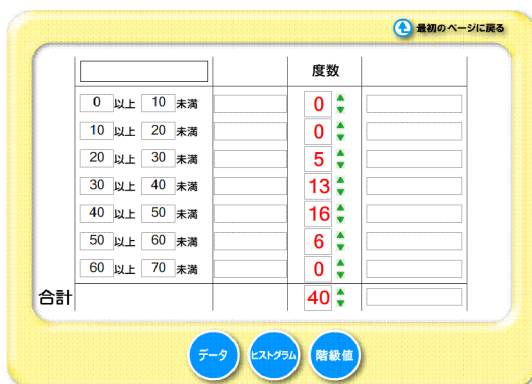 最初のページに戻る
度数
0 以上 10 未満 0
10 以上 20 未満 0
20 以上 30 未満 5
30 以上 40 未満 13
40 以上 50 未満 16
50 以上 60 未満 6
60 以上 70 未満 0
合計 40
データ ヒストグラム 階級値